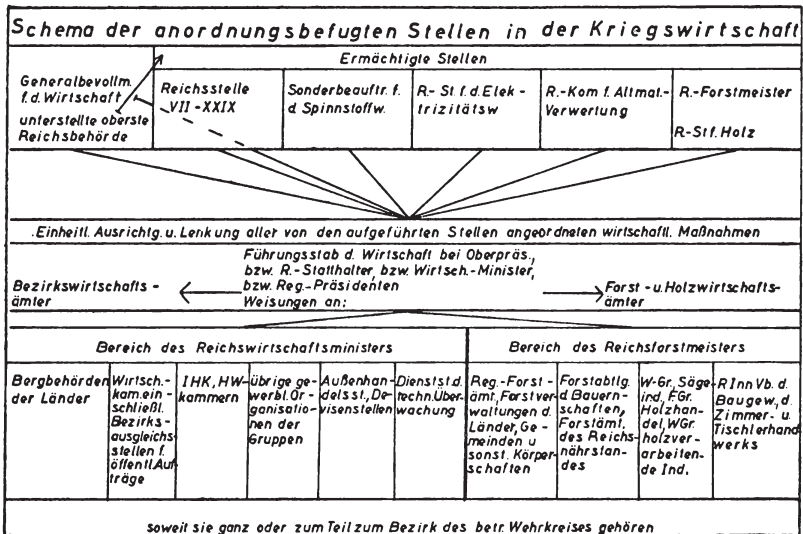 Schema der anordnungsbefugten Stellen in der Kriegswirtschaft
Ermächtigte Stellen
Generalbevollm.
f. d. Wirtschaft
unterstellte oberste
Reichsbehörde
Reichsstelle
VII - XXIX
Sonderbeauftr. f.
d Spinnstoffw.
R.- St. f. d. Elek-
trizitätsw
R.-Kom f. Altmat.-
Verwertung
R.-Forstmeister
R-St f. Holz
.Einheitl. Ausrichtg. u. Lenkung aller von den aufgeführten Stellen angeordneten wirtschaftl. Maßnahmen
Führungsstab d. Wirtschaft bei Oberpräs.,
bzw. R.-Statthalter, bzw. Wirtsch.-Minister,
bzw. Reg.-Präsidenten
Weisungen an:
Bezirkswirtschafts-
ämter
Forst-u. Holzwirtschafts-
ämter
Bereich des Reichswirtschaftsministers
Bereich des Reichsforstmeisters
Bergbehörden
der Länder
Wirtsch.-
kam. ein-
schließl.
Bezirks-
ausgleichs-
stellen f.
öffentl. Auf
träge
IHK, HW-
kammern
übrige ge-
werbl. Or-
ganisatio-
nen der
Gruppen
Außenhan-
delsst., De-
visenstellen
Dienstst. d.
techn. Über-
wachung
Reg.-Forst-
ämt, Forstver-
waltungen d.
Länder, Ge-
meinden u
sonst. Körper-
schaften
Forstabtlg.
d. Bauern-
schaften,
Forstämt.
des Reichs-
nährstan-
des
W-Gr, Säge-
ind, FGr.
Holzhan-
del, WGr.
holzver-
arbeiten-
de Ind.
R Inn Vb. d.
Baugew, d.
Zimmer- u.
Tischlerhand
werks
soweit sie ganz oder zum Teil zum Bezirk des betr. Wehrkreises gehören